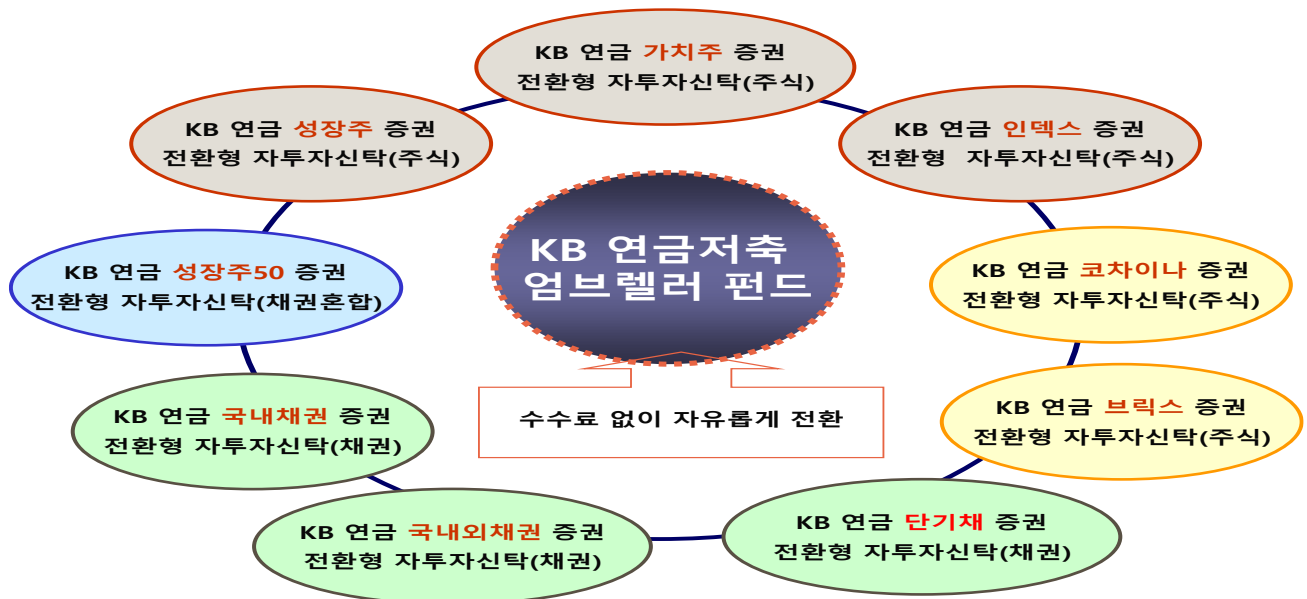 KB 연금 가치주 증권
전환형 자투자신탁(주식)
KB 연금 성장주 증권
전환형 자투자신탁(주식)
KB 연금 인덱스 증권
전환형 자투자신탁(주식)
KB 연금저축
엄브렐러 펀드
KB 연금 성장주50 증권
전환형 자투자신탁(채권혼합)
KB 연금 코차이나 증권
전환형 자투자신탁(주식)
수수료 없이 자유롭게 전환
KB 연금 국내채권 증권
전환형 자투자신탁(채권)
KB 연금 브릭스 증권
전환형 자투자신탁(주식)
KB 연금 국내외채권 증권
전환형 자투자신탁(채권)
KB 연금 단기채 증권
전환형 자투자신탁(채권)